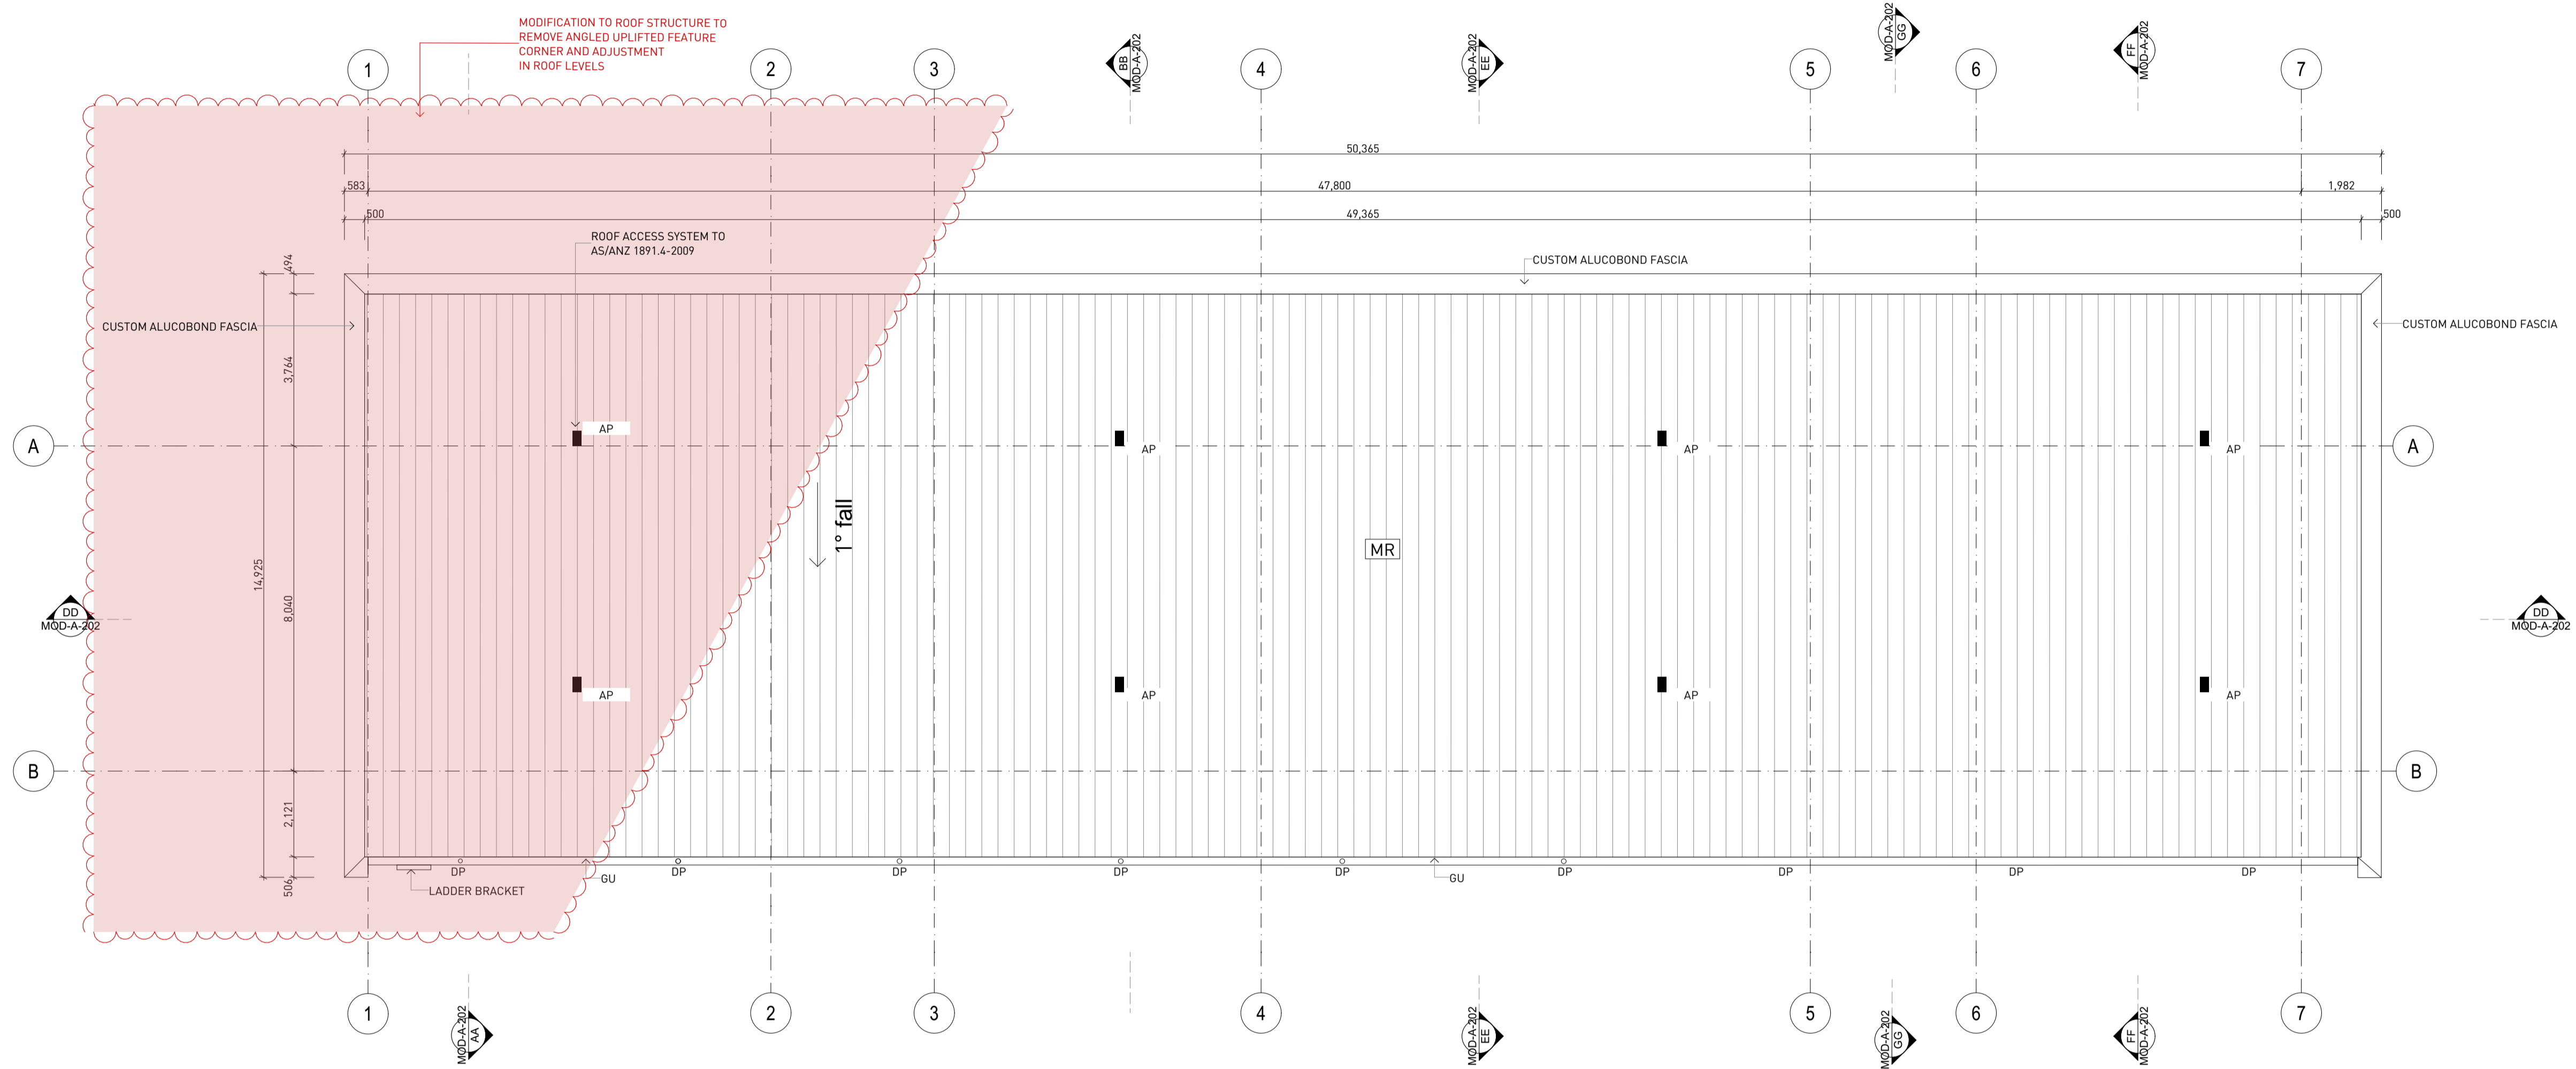 MODIFICATION TO ROOF STRUCTURE TO
REMOVE ANGLED UPLIFTED FEATURE
CORNER AND ADJUSTMENT
IN ROOF LEVELS
1
2
3
BB
MOD-A-202
4
MOD-A-202
EE
5
MOD-A-202
GG
6
FF
MOD-A-202
7
50,365
583
47,800
1,982
500
49,365
500
ROOF ACCESS SYSTEM TO
AS/ANZ 1891.4-2009
494
CUSTOM ALUCOBOND FASCIA
CUSTOM ALUCOBOND FASCIA
CUSTOM ALUCOBOND FASCIA
3,764
AP
A
AP
AP
AP
A
1° fall
MR
14,925
8,040
DD
MOD-A-202
DD
MOD-A-202
AP
AP
AP
AP
B
B
2,121
506
DP
DP
DP
DP
DP
DP
DP
DP
DP
GU
GU
LADDER BRACKET
1
2
3
4
5
6
7
MOD-A-202
AA
MOD-A-202
EE
MOD-A-202
GG
FF
MOD-A-202